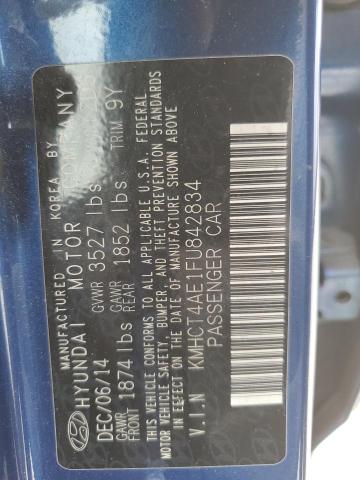 MANUFACTURED IN KOREA BY
HYUNDAI MOTOR COMPANY
DEC/06/14 GVWR 3527 lbs
GAWR FRONT 1874 lbs GAWR REAR 1852 lbs TRIM 9Y
THIS VEHICLE CONFORMS TO ALL APPLICABLE U.S.A. FEDERAL
MOTOR VEHICLE SAFETY, BUMPER, AND THEFT PREVENTION
STANDARDS IN EFFECT ON THE DATE OF MANUFACTURE SHOWN ABOVE
V.I.N KMHCT4AE1FU842834
PASSENGER CAR